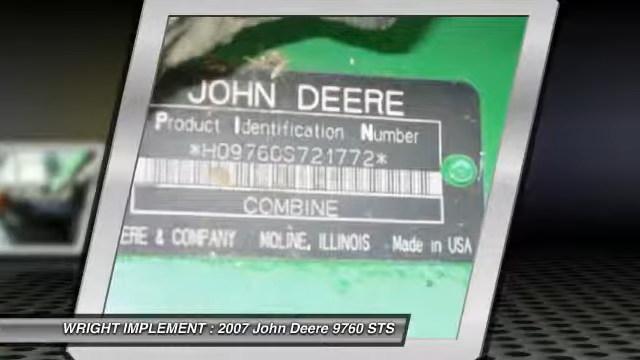 JOHN DEERE
Product Identification Number
*H09760S721772*
COMBINE
ERE & COMPANY MOLINE, ILLINOIS Made in USA
WRIGHT IMPLEMENT : 2007 John Deere 9760 STS